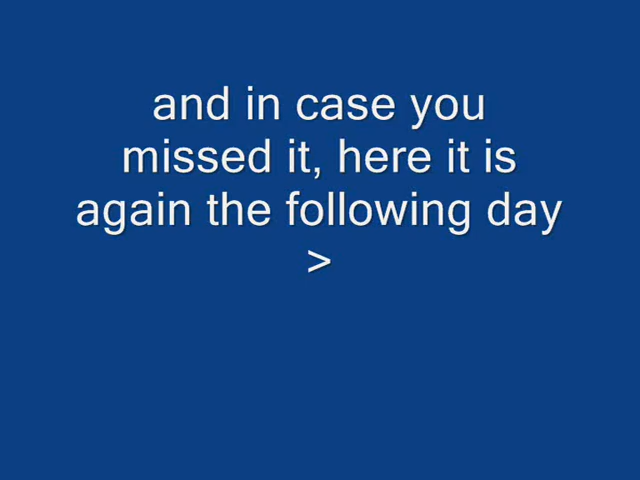 and in case you
missed it, here it is
again the following day
>